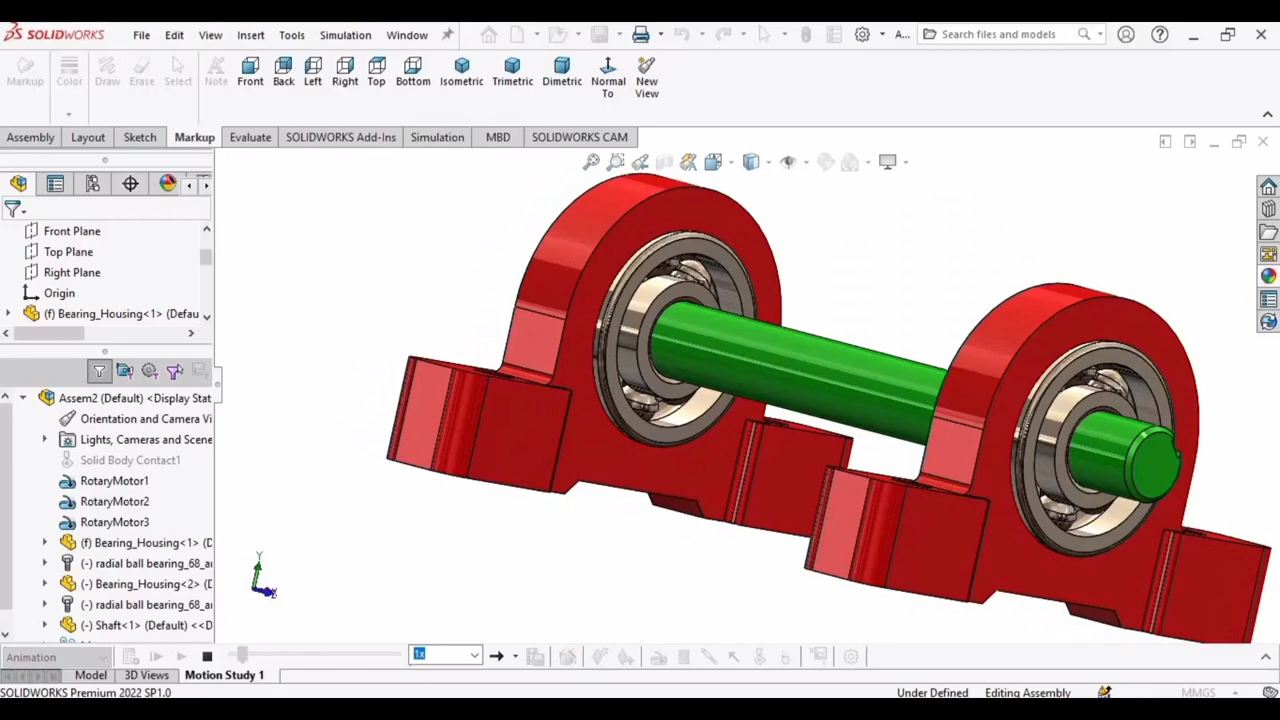 SOLIDWORKS File Edit View Insert Tools Simulation Window A... Search files and models
Markup Color Draw Erase Select Note Front Back Left Right Top Bottom Isometric Trimetric Dimetric Normal To New View
Assembly Layout Sketch Markup Evaluate SOLIDWORKS Add-Ins Simulation MBD SOLIDWORKS CAM
Front Plane
Top Plane
Right Plane
Origin
(f) Bearing_Housing<1> (Defau
Assem2 (Default) <Display Stat
Orientation and Camera Vi
Lights, Cameras and Scene
Solid Body Contact1
RotaryMotor1
RotaryMotor2
RotaryMotor3
(f) Bearing_Housing<1> (D
(-) radial ball bearing_68_a
(-) Bearing_Housing<2> (D
(-) radial ball bearing_68_a
(-) Shaft<1> (Default) <<D
Y
Z
Animation 1x
Model 3D Views Motion Study 1
SOLIDWORKS Premium 2022 SP1.0 Under Defined Editing Assembly MMGS